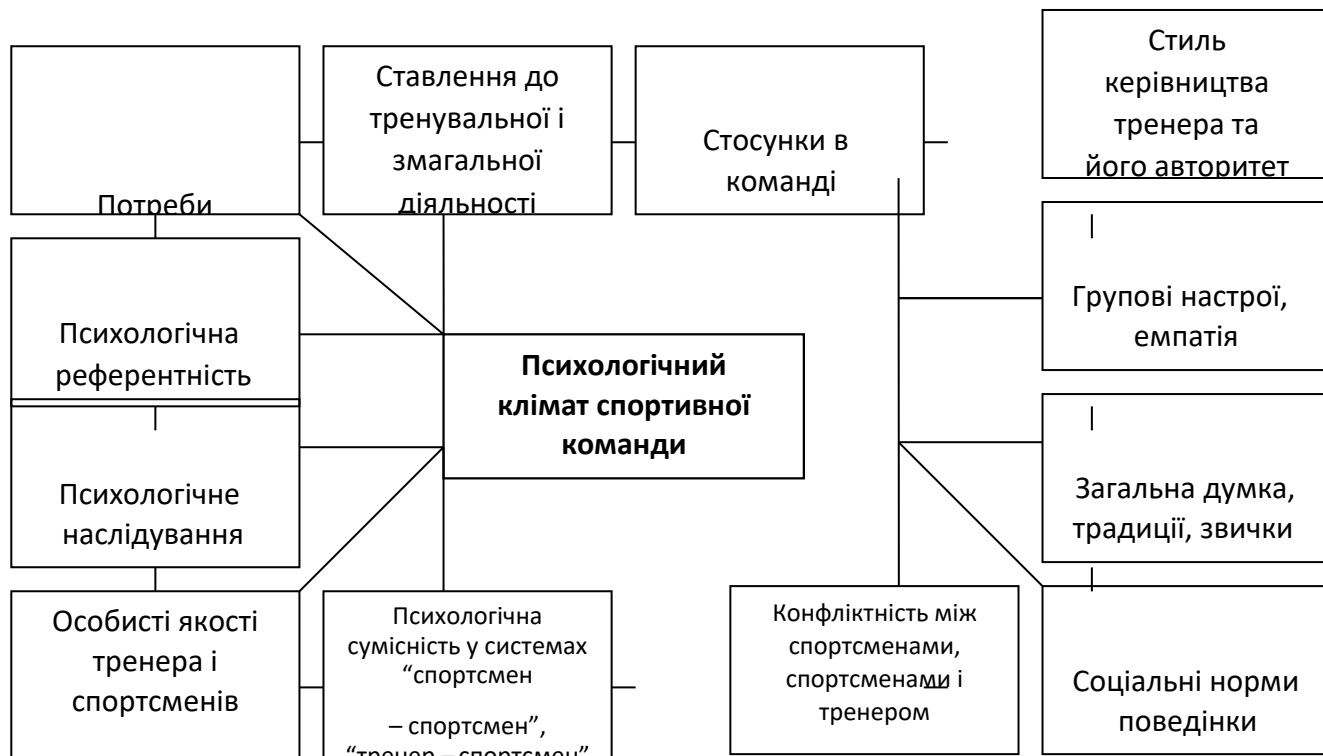 Потреби
Ставлення до
тренувальної і
змагальної
діяльності
Стосунки в
команді
Стиль
керівництва
тренера та
його авторитет
Психологічна
референтність
Групові настрої,
емпатія
Психологічний
клімат спортивної
команди
Психологічне
наслідування
Загальна думка,
традиції, звички
Особисті якості
тренера і
спортсменів
Психологічна
сумісність у системах
“спортсмен
– спортсмен”,
“тренер – спортсмен”
Конфліктність між
спортсменами,
спортсменами і
тренером
Соціальні норми
поведінки